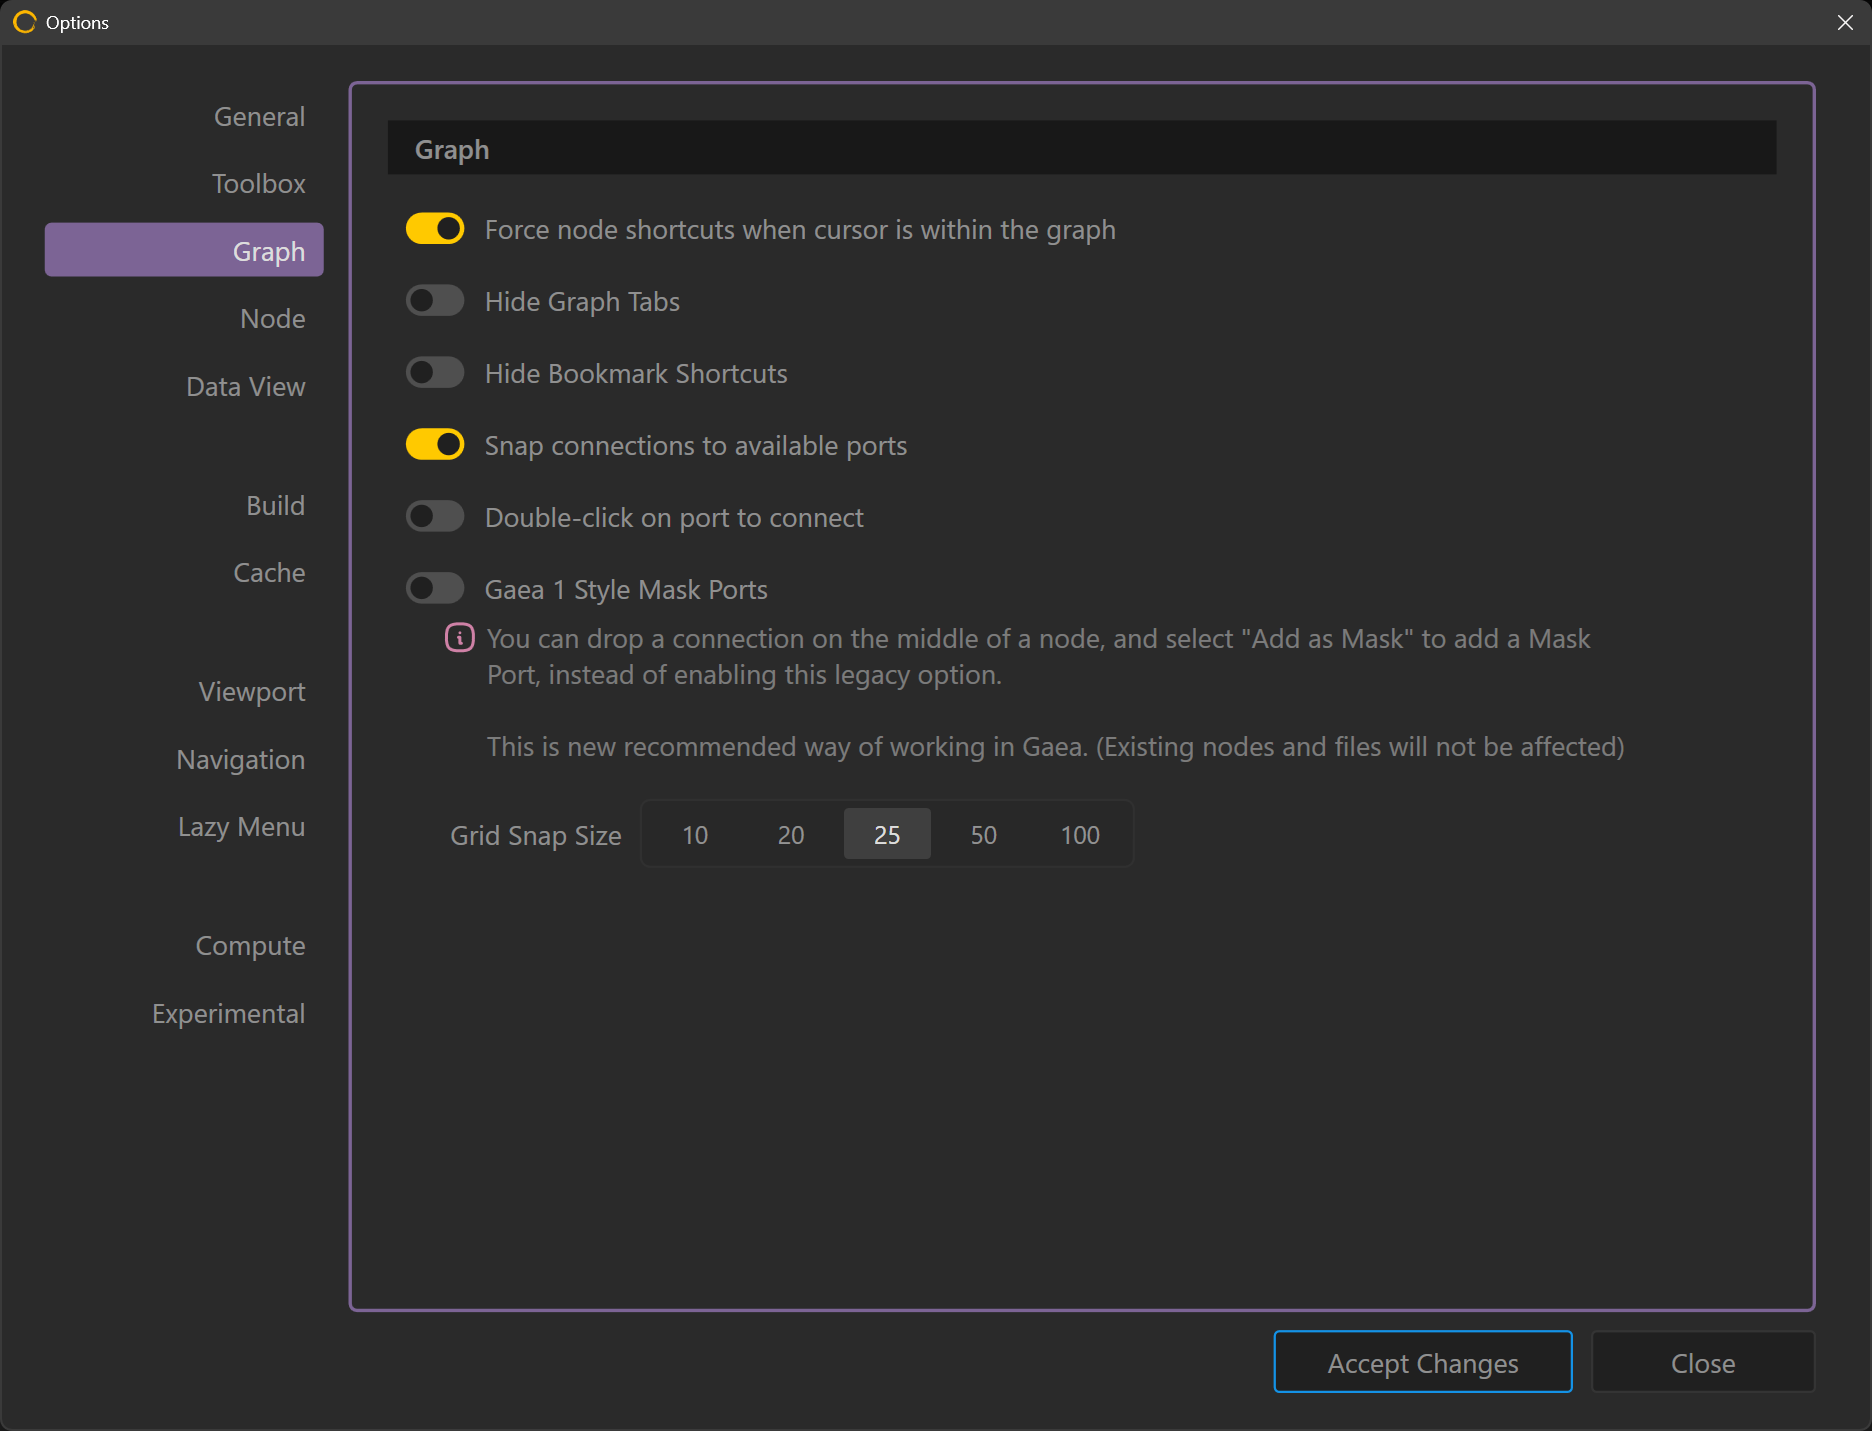 Options
General
Toolbox
Graph
Node
Data View
Build
Cache
Viewport
Navigation
Lazy Menu
Compute
Experimental
Graph
Force node shortcuts when cursor is within the graph
Hide Graph Tabs
Hide Bookmark Shortcuts
Snap connections to available ports
Double-click on port to connect
Gaea 1 Style Mask Ports
You can drop a connection on the middle of a node, and select "Add as Mask" to add a Mask
Port, instead of enabling this legacy option.
This is new recommended way of working in Gaea. (Existing nodes and files will not be affected)
Grid Snap Size 10 20 25 50 100
Accept Changes Close